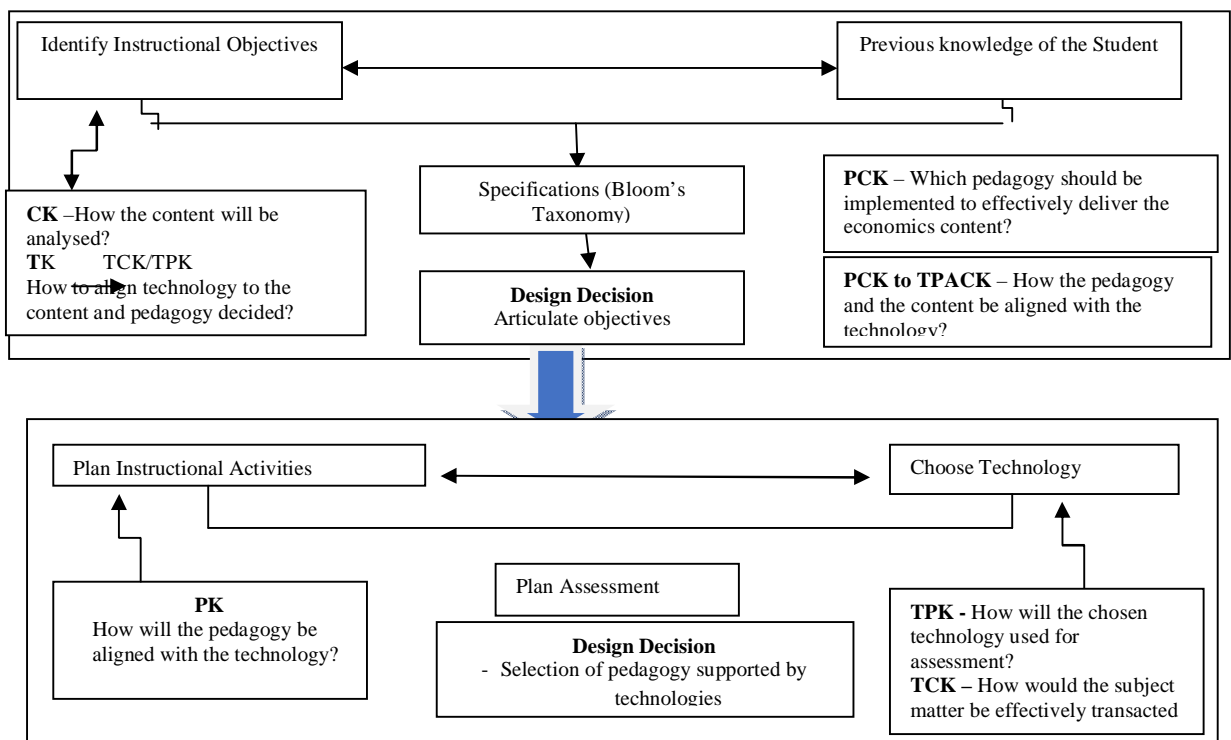 Identify Instructional Objectives
Previous knowledge of the Student
Specifications (Bloom's
Taxonomy)
PCK – Which pedagogy should be
implemented to effectively deliver the
economics content?
CK –How the content will be
analysed?
TK TCK/TPK
How to align technology to the
content and pedagogy decided?
PCK to TPACK – How the pedagogy
and the content be aligned with the
technology?
Design Decision
Articulate objectives
Plan Instructional Activities
Choose Technology
PK
How will the pedagogy be
aligned with the technology?
Plan Assessment
Design Decision
- Selection of pedagogy supported by
technologies
TPK - How will the chosen
technology used for
assessment?
TCK – How would the subject
matter be effectively transacted